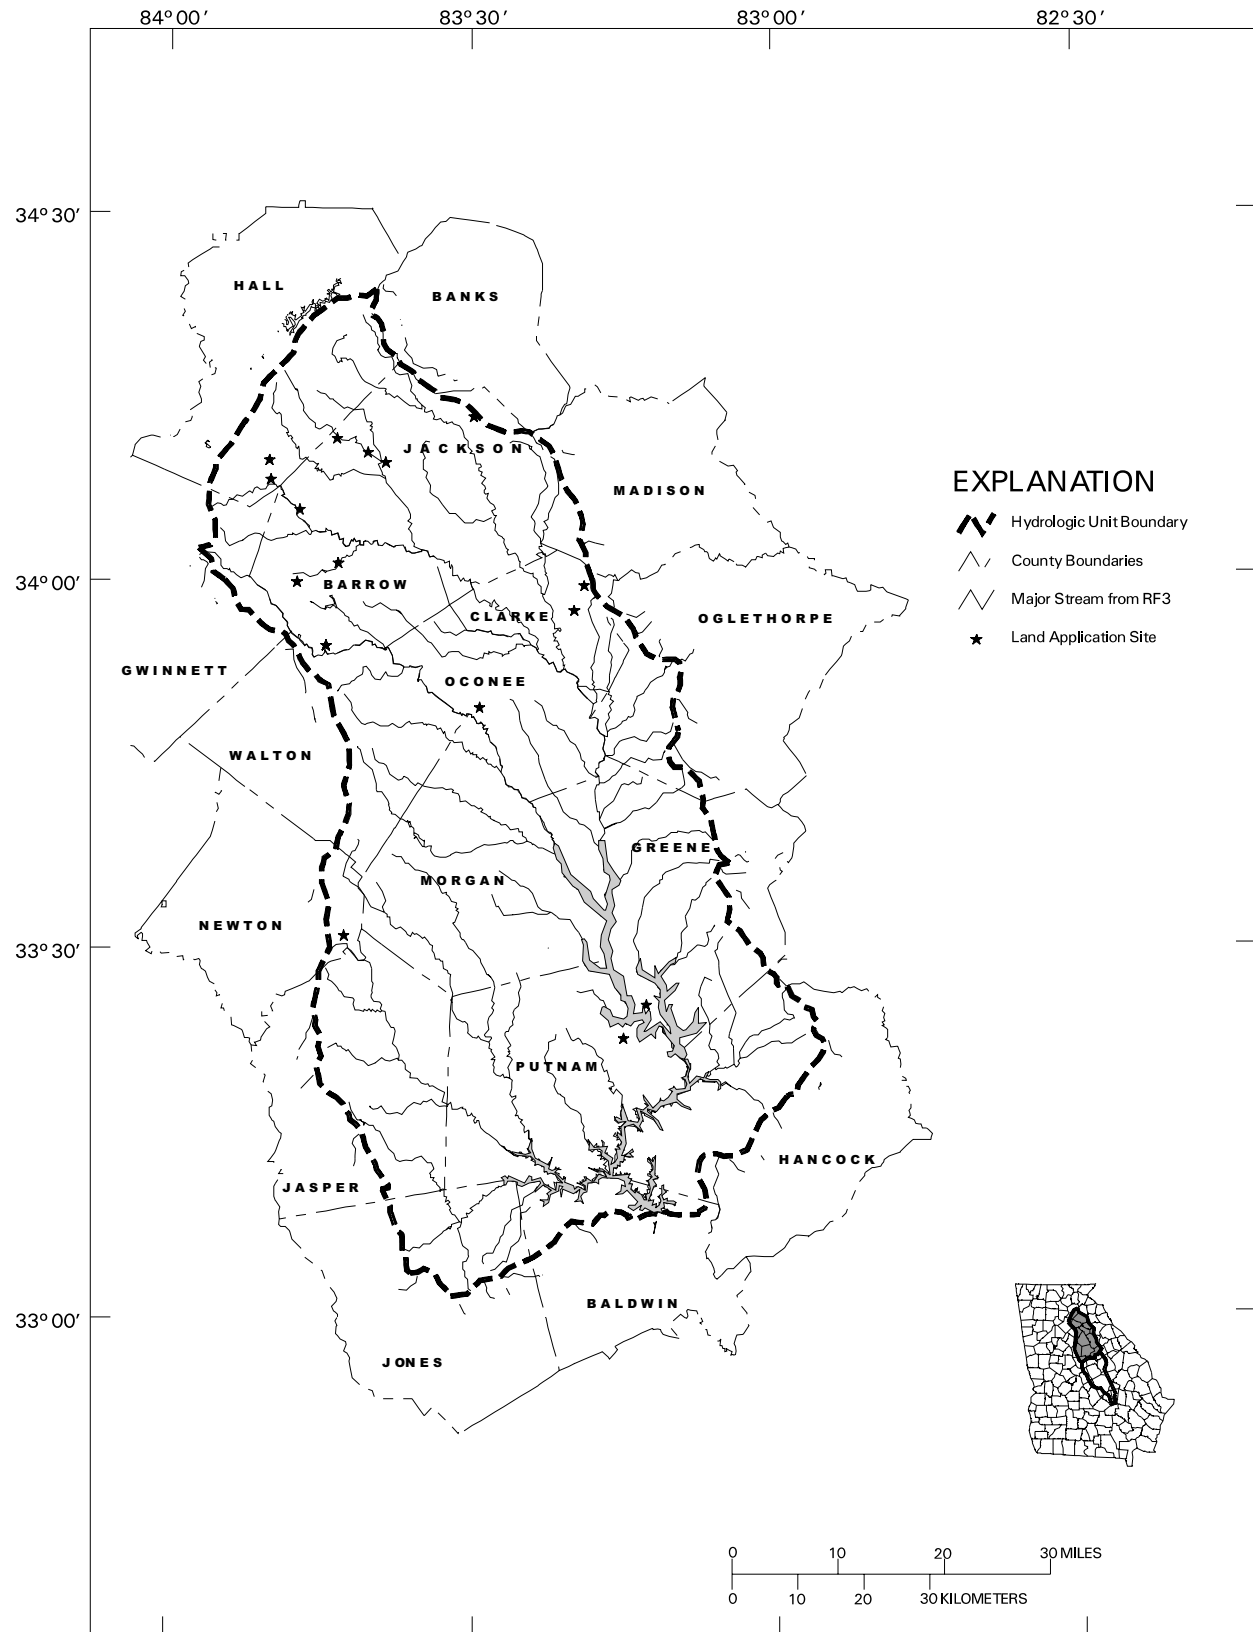 84° 00′ 83° 30′ 83° 00′ 82° 30′
34° 30′
HALL
BANKS
JACKSON
MADISON
EXPLANATION
Hydrologic Unit Boundary
County Boundaries
Major Stream from RF3
Land Application Site
34° 00′
BARROW
CLARKE
OGLETHORPE
GWINNETT
OCONEE
WALTON
GREENE
MORGAN
NEWTON
33° 30′
PUTNAM
HANCOCK
JASPER
BALDWIN
33° 00′
JONES
0 10 20 30 MILES
0 10 20 30 KILOMETERS